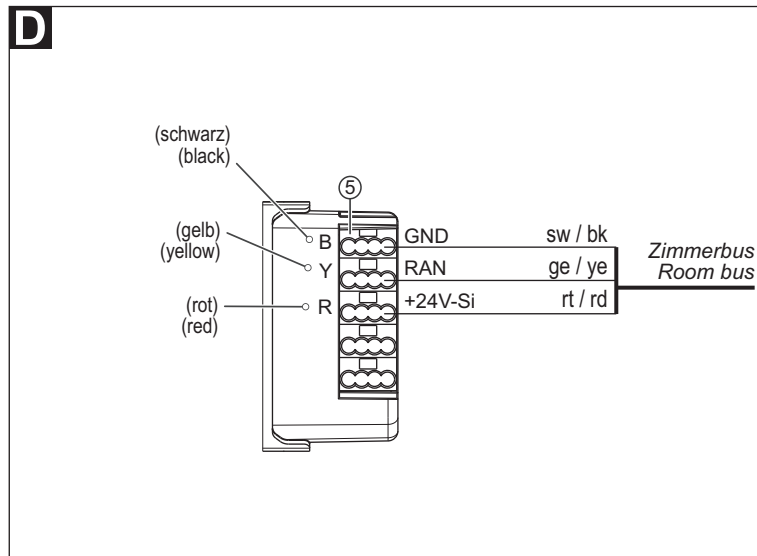 D
(schwarz)
(black)
5
(gelb)
(yellow)
B
GND
sw / bk
Zimmerbus
Room bus
Y
RAN
ge / ye
(rot)
(red)
R
+24V-Si
rt / rd